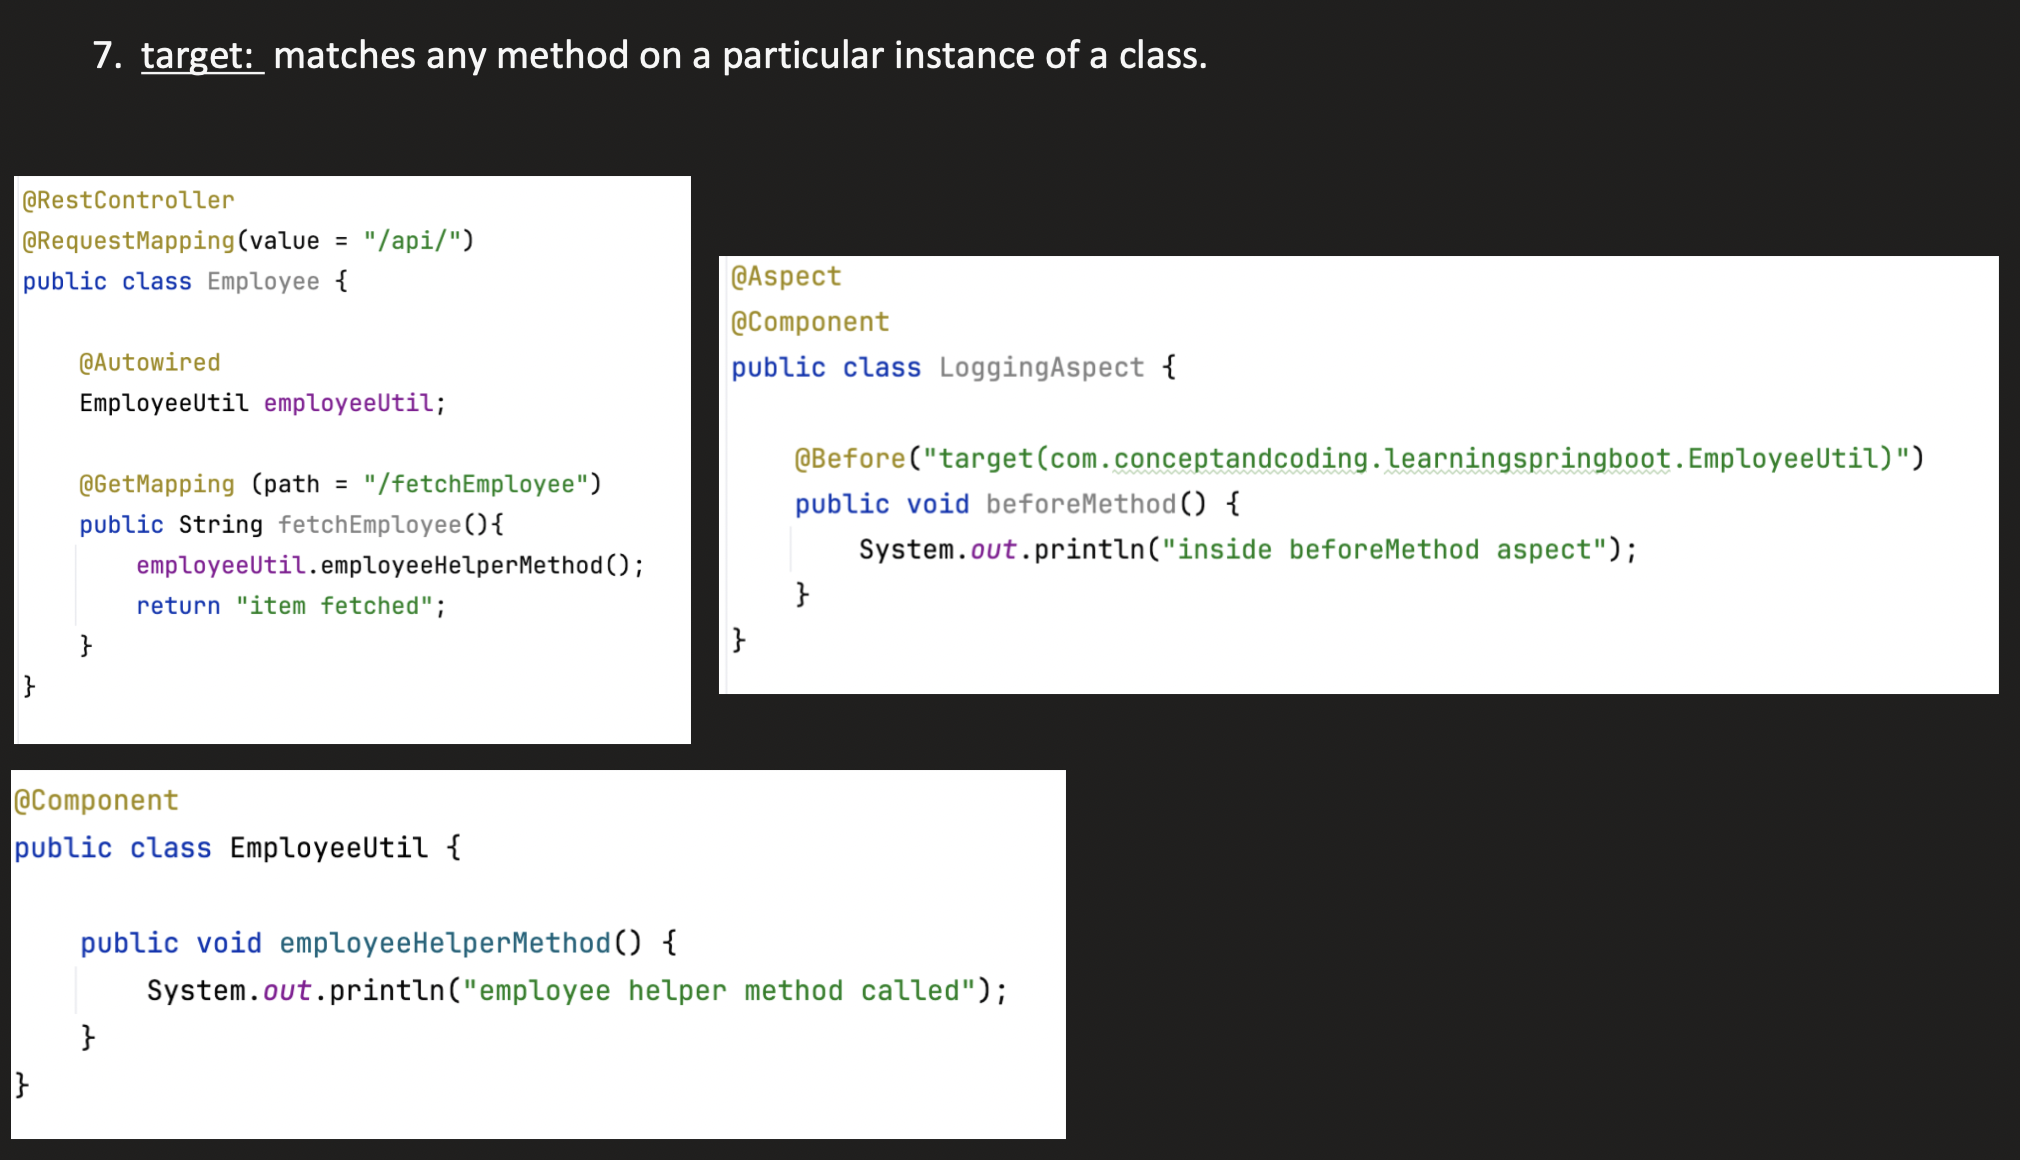 7. target: matches any method on a particular instance of a class.
@RestController
@RequestMapping(value = "/api/")
public class Employee {
@Autowired
EmployeeUtil employeeUtil;
@GetMapping (path = "/fetchEmployee")
public String fetchEmployee(){
employeeUtil.employeeHelperMethod();
return "item fetched";
}
}
@Aspect
@Component
public class LoggingAspect {
@Before("target(com.conceptandcoding.learningspringboot.EmployeeUtil)")
public void beforeMethod() {
System.out.println("inside beforeMethod aspect");
}
}
@Component
public class EmployeeUtil {
public void employeeHelperMethod() {
System.out.println("employee helper method called");
}
}